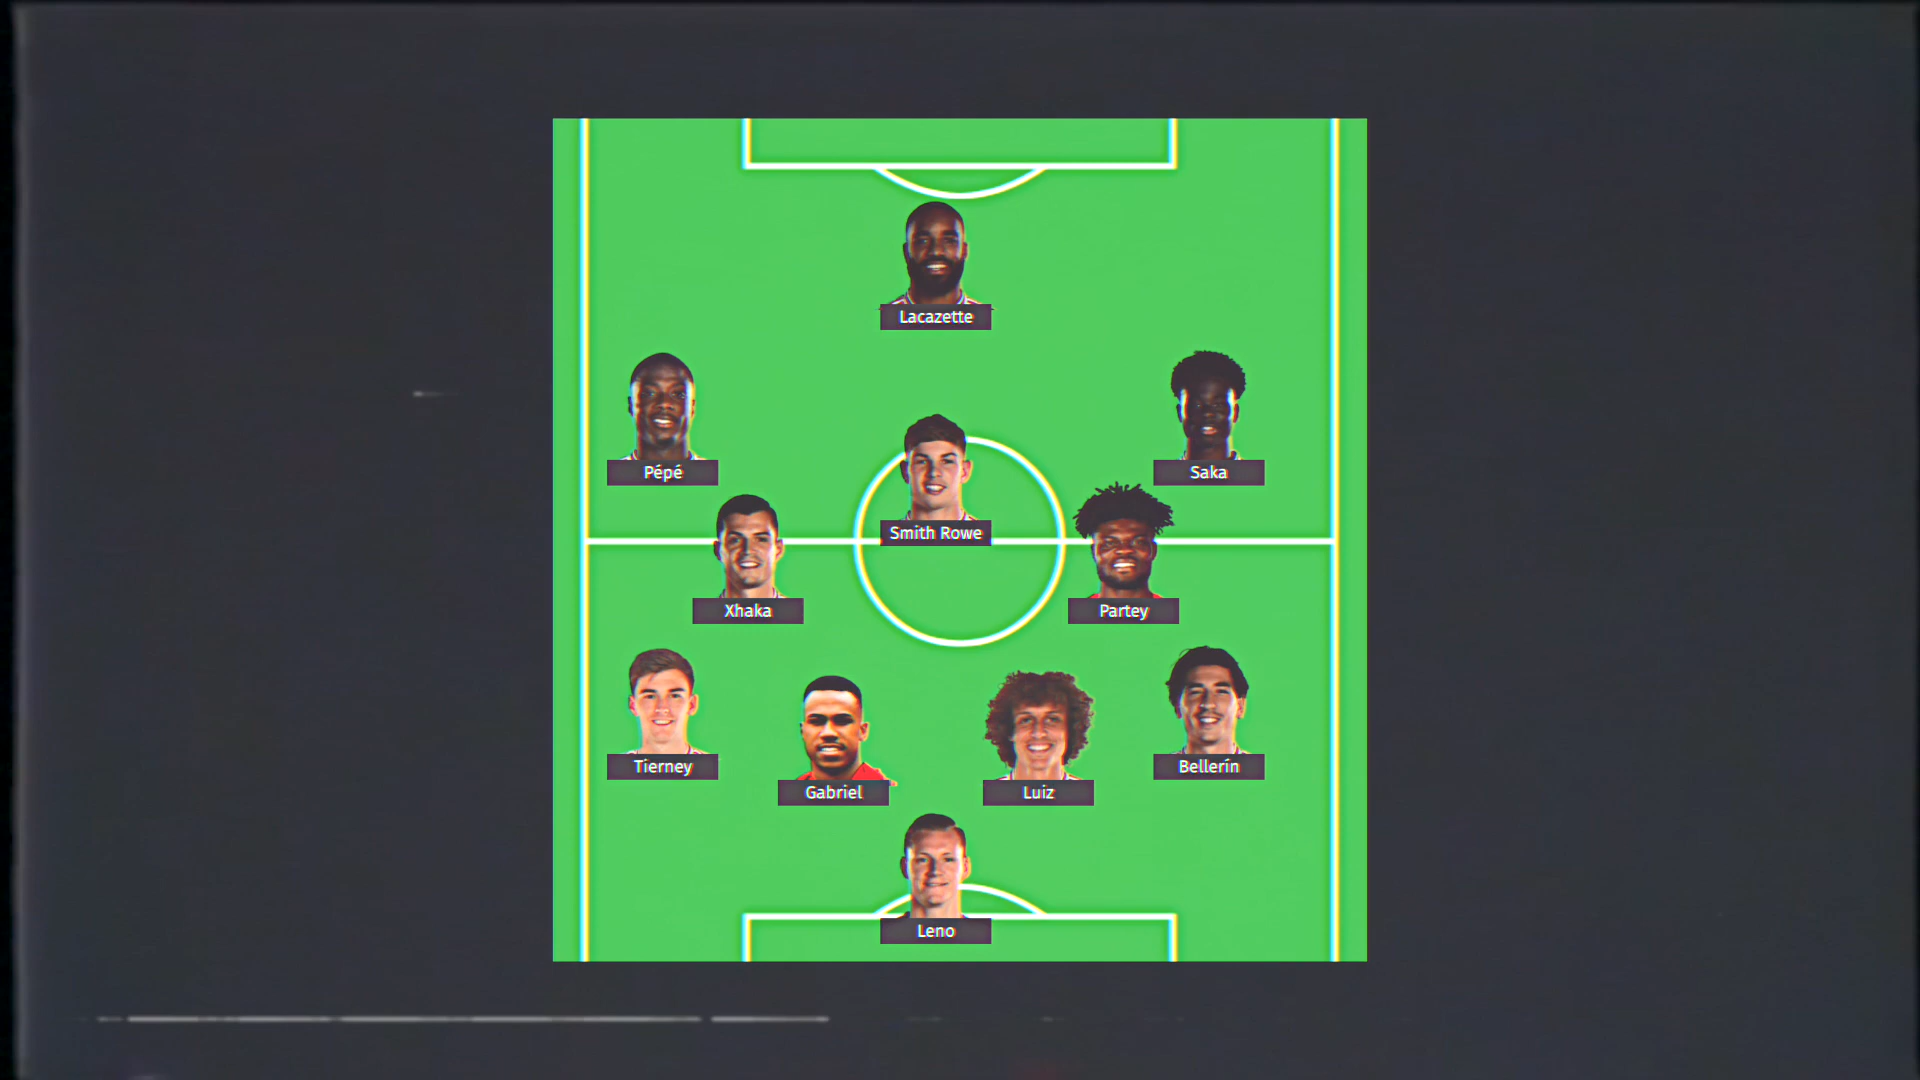 Lacazette
Pépé
Saka
Smith Rowe
Xhaka
Partey
Tierney
Gabriel
Luiz
Bellerín
Leno